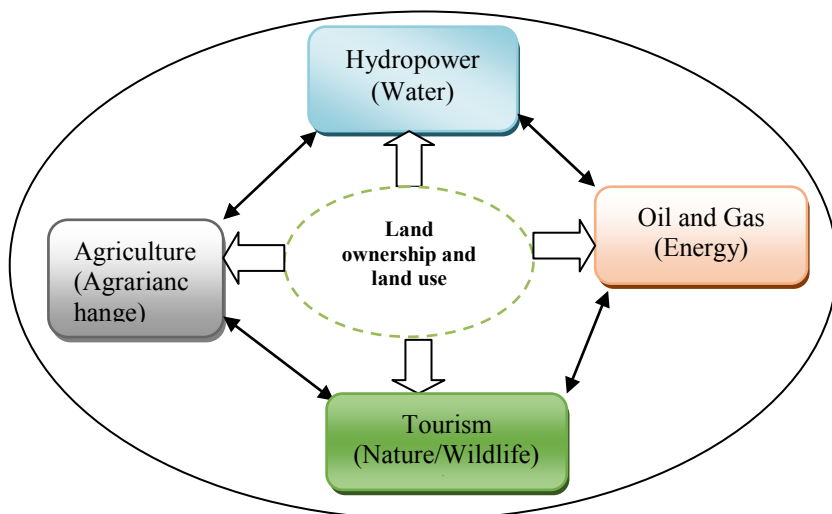 Hydropower
(Water)
Land
ownership and
land use
Oil and Gas
(Energy)
Agriculture
(Agrarianc
hange)
Tourism
(Nature/Wildlife)